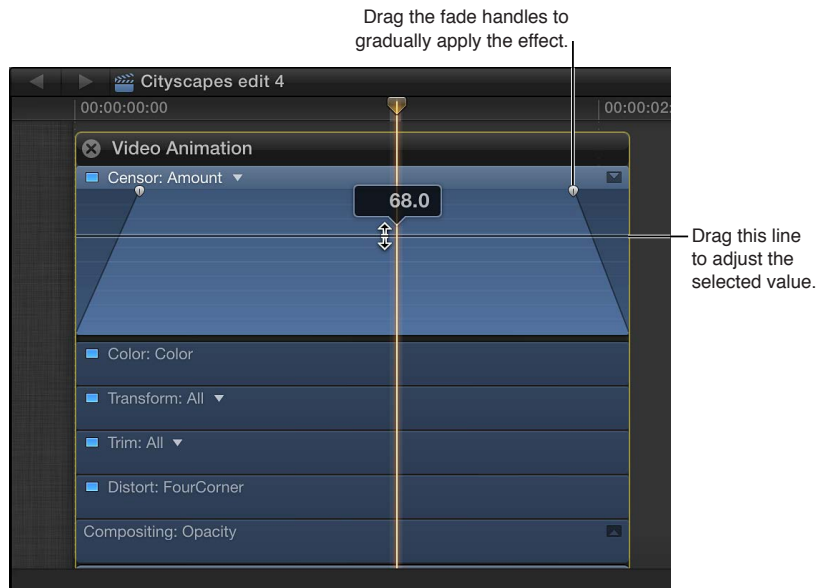 Drag the fade handles to
gradually apply the effect.
Cityscapes edit 4
00:00:00:00
00:00:02:
Video Animation
Censor: Amount
68.0
Drag this line
to adjust the
selected value.
Color: Color
Transform: All
Trim: All
Distort: FourCorner
Compositing: Opacity